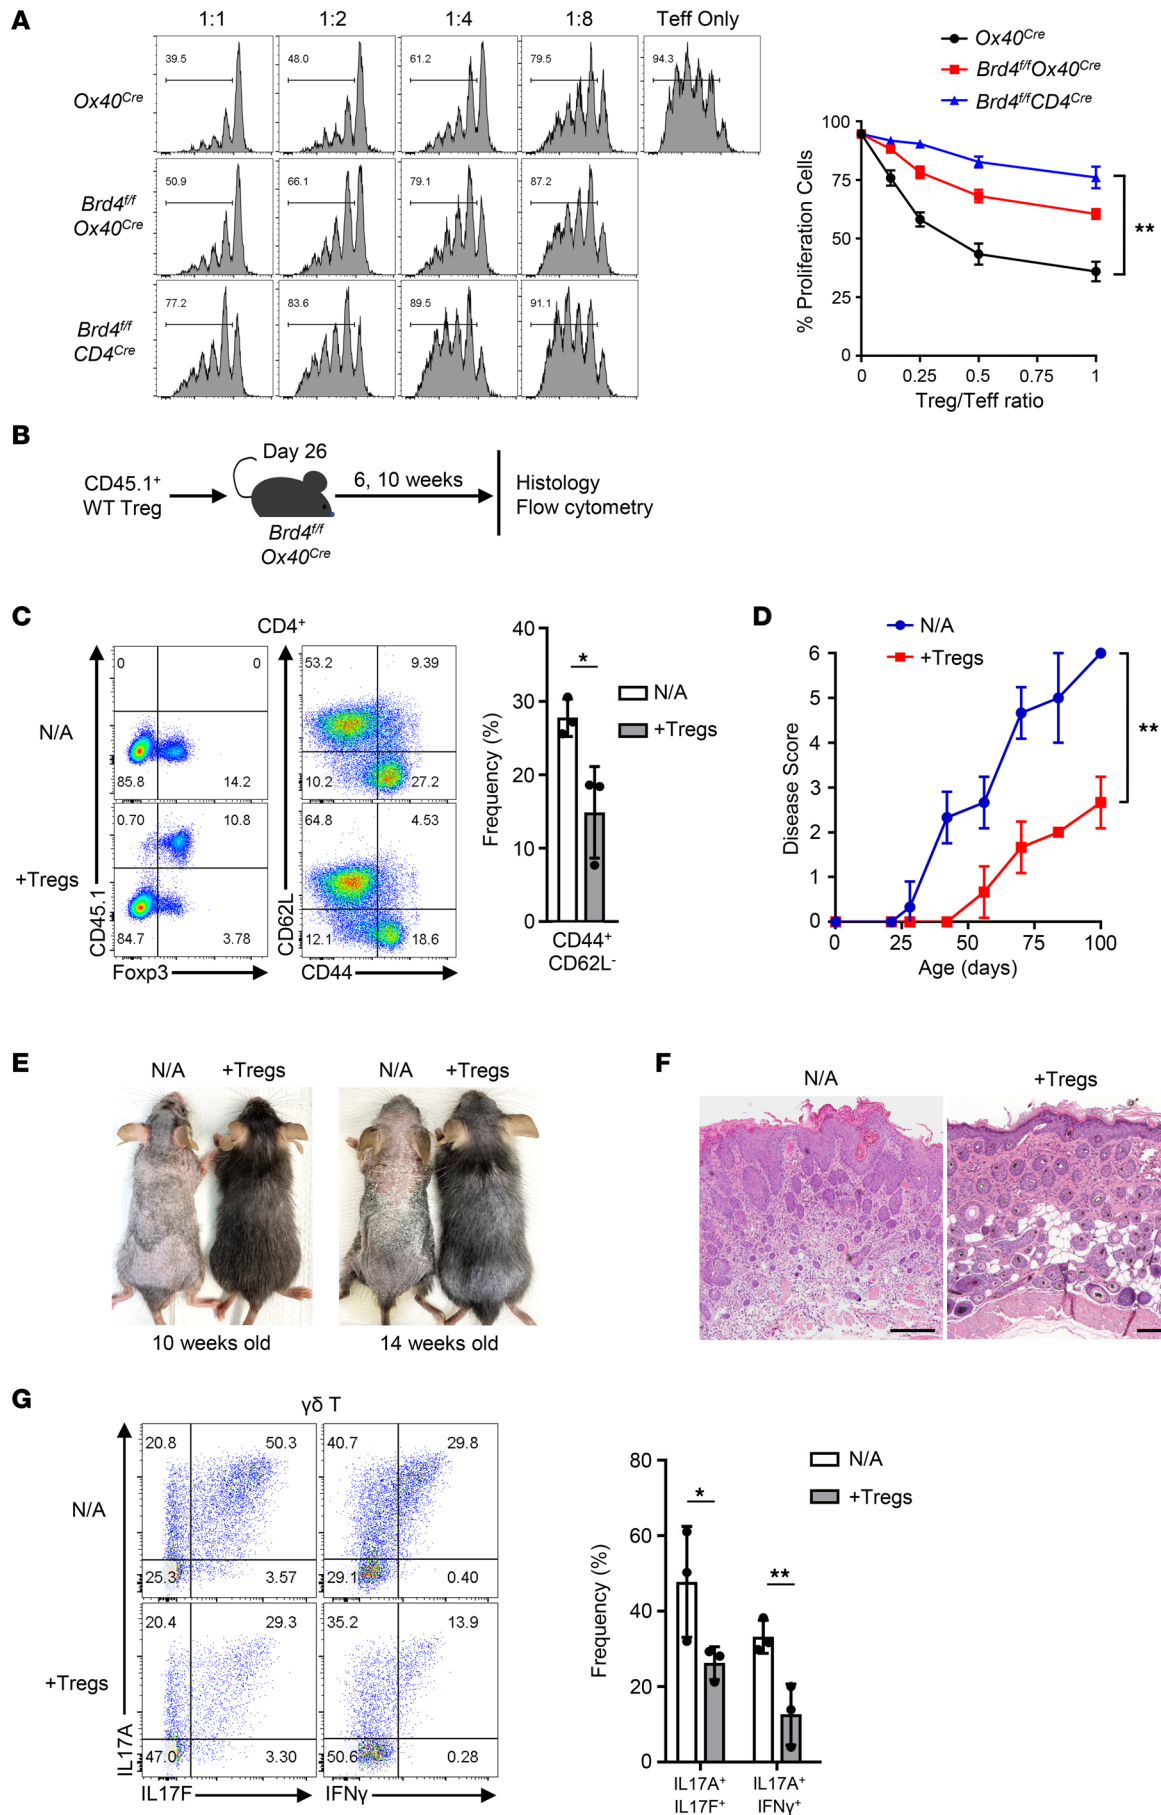 A
1:1 1:2 1:4 1:8 Teff Only
Ox40Cre
39.5 48.0 61.2 79.5 94.3
Brd4f/f
Ox40Cre
50.9 66.1 79.1 87.2
Brd4f/f
CD4Cre
77.2 83.6 89.5 91.1
Ox40Cre
Brd4f/fOx40Cre
Brd4f/fCD4Cre
% Proliferation Cells
100
75
50
25
0
0 0.25 0.5 0.75 1
Treg/Teff ratio
**
B
CD45.1+
WT Treg
Day 26
Brd4f/f
Ox40Cre
6, 10 weeks
Histology
Flow cytometry
C
CD4+
N/A
0 0
85.8 14.2
53.2 9.39
10.2 27.2
+Tregs
0.70 10.8
84.7 3.78
64.8 4.53
12.1 18.6
CD45.1
Foxp3
CD62L
CD44
Frequency (%)
40
30
20
10
0
*
N/A
+Tregs
CD44+
CD62L-
D
N/A
+Tregs
Disease Score
6
5
4
3
2
1
0
0 25 50 75 100
Age (days)
**
E
N/A +Tregs N/A +Tregs
10 weeks old 14 weeks old
F
N/A +Tregs
G
γδ T
N/A
20.8 50.3
25.3 3.57
40.7 29.8
29.1 0.40
+Tregs
20.4 29.3
47.0 3.30
35.2 13.9
50.6 0.28
IL17A
IL17F
IFNγ
Frequency (%)
80
60
40
20
0
*
**
N/A
+Tregs
IL17A+
IL17F+
IL17A+
IFNγ+